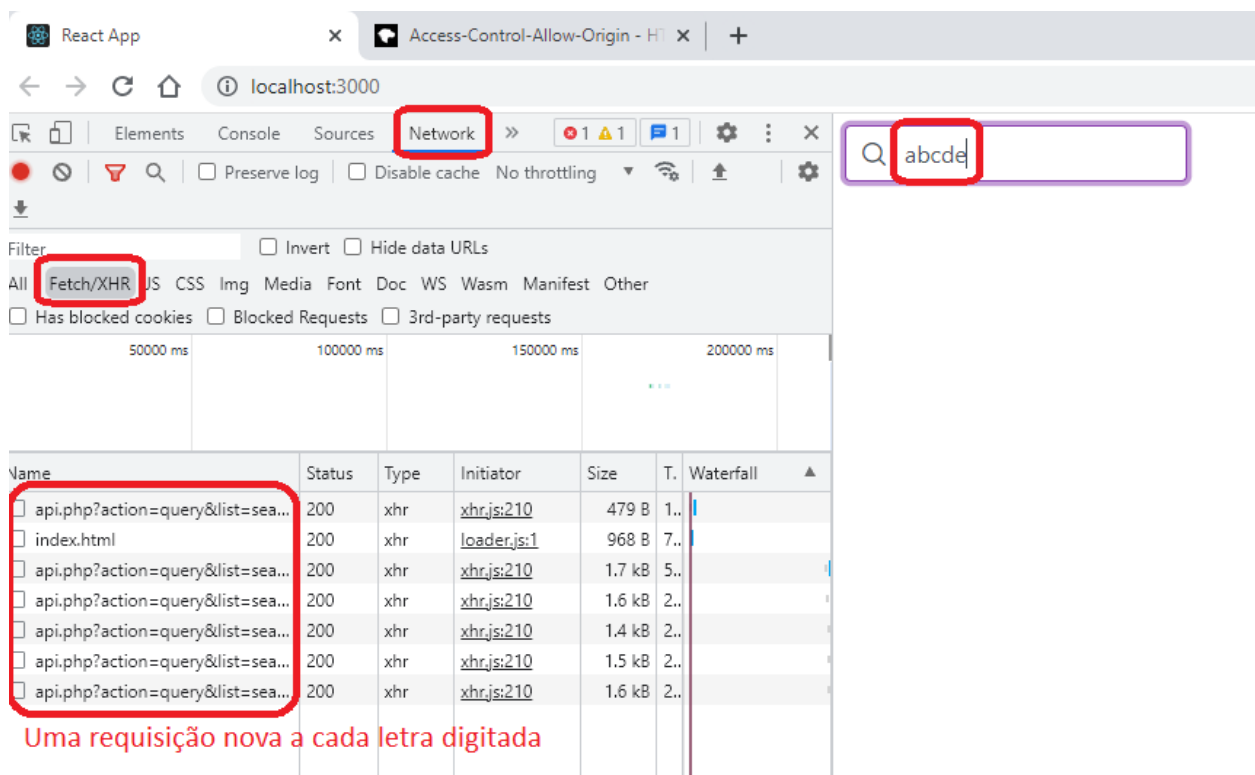 React App
Access-Control-Allow-Origin - HT
localhost:3000
Elements Console Sources Network 1 1 1
Preserve log Disable cache No throttling
Filter Invert Hide data URLs
All Fetch/XHR JS CSS Img Media Font Doc WS Wasm Manifest Other
Has blocked cookies Blocked Requests 3rd-party requests
50000 ms 100000 ms 150000 ms 200000 ms
Name Status Type Initiator Size T. Waterfall
api.php?action=query&list=sea... 200 xhr xhr.js:210 479 B 1..
index.html 200 xhr loader.js:1 968 B 7..
api.php?action=query&list=sea... 200 xhr xhr.js:210 1.7 kB 5..
api.php?action=query&list=sea... 200 xhr xhr.js:210 1.6 kB 2..
api.php?action=query&list=sea... 200 xhr xhr.js:210 1.4 kB 2..
api.php?action=query&list=sea... 200 xhr xhr.js:210 1.5 kB 2..
api.php?action=query&list=sea... 200 xhr xhr.js:210 1.6 kB 2..
Uma requisição nova a cada letra digitada
abcde